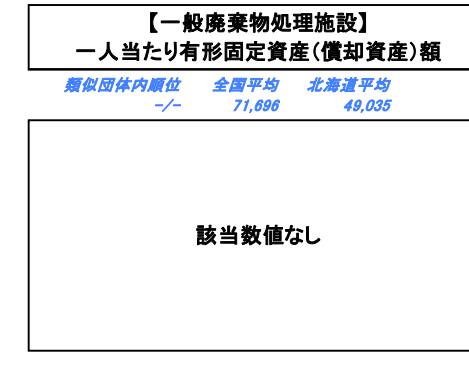 【一般廃棄物処理施設】
一人当たり有形固定資産(償却資産)額
類似団体内順位 全国平均 北海道平均
-/- 71,696 49,035
該当数値なし